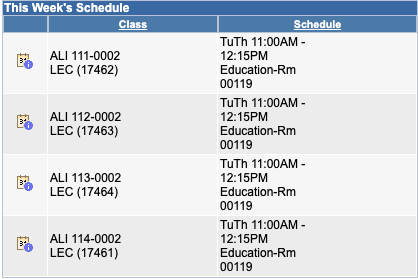 This Week's Schedule
Class Schedule
ALI 111-0002
LEC (17462)
TuTh 11:00AM -
12:15PM
Education-Rm
00119
ALI 112-0002
LEC (17463)
TuTh 11:00AM -
12:15PM
Education-Rm
00119
ALI 113-0002
LEC (17464)
TuTh 11:00AM -
12:15PM
Education-Rm
00119
ALI 114-0002
LEC (17461)
TuTh 11:00AM -
12:15PM
Education-Rm
00119